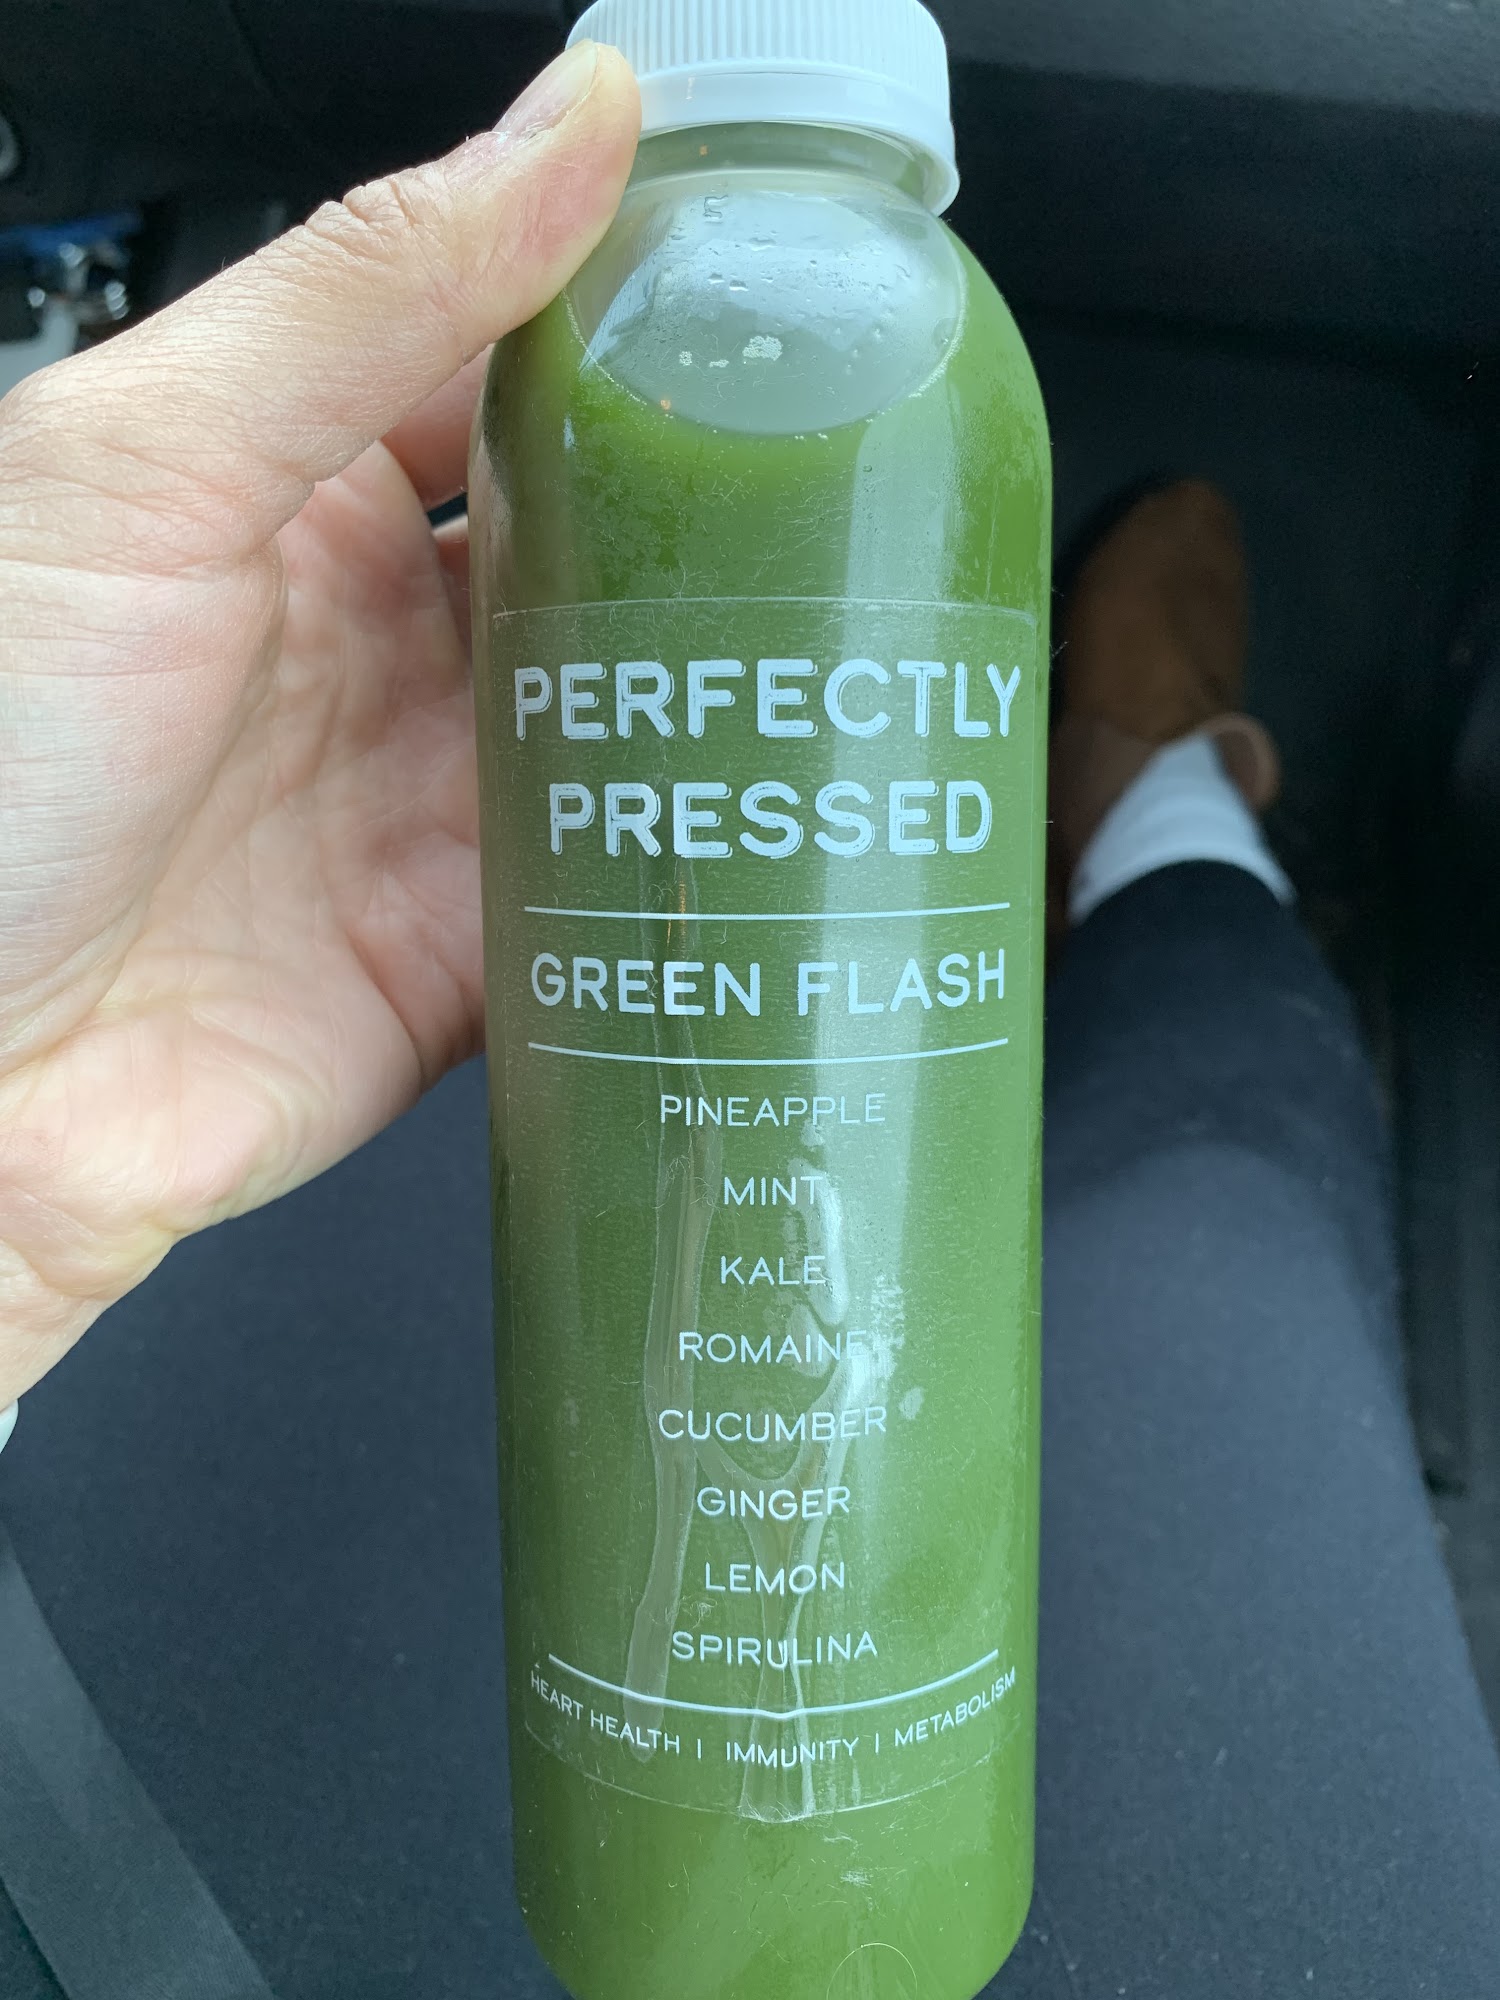 PERFECTLY
PRESSED
GREEN FLASH
PINEAPPLE
MINT
KALE
ROMAINE
CUCUMBER
GINGER
LEMON
SPIRULINA
HEART HEALTH | IMMUNITY | METABOLISM